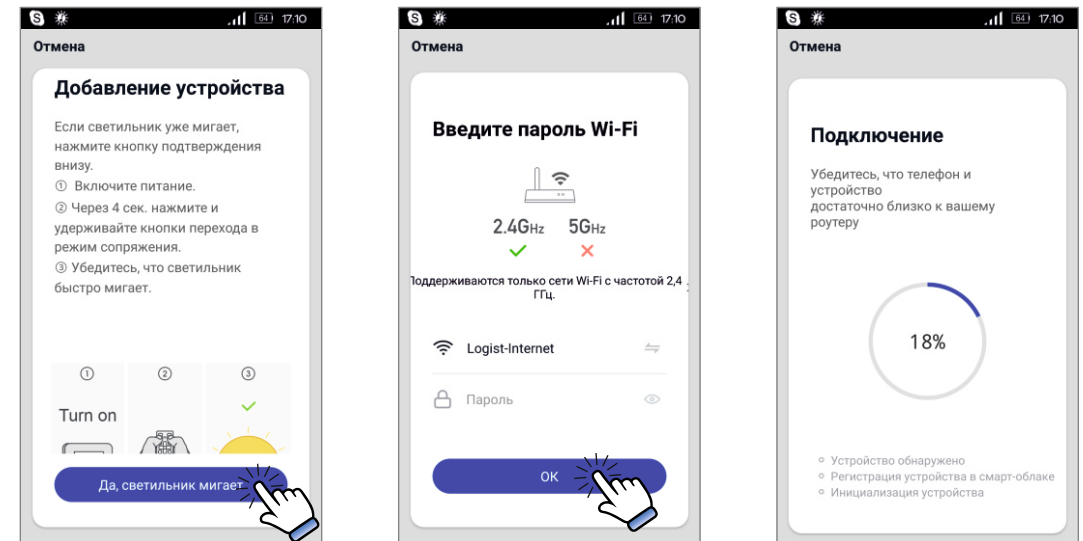 64 17:10
Отмена
Добавление устройства
Если светильник уже мигает,
нажмите кнопку подтверждения
внизу.
① Включите питание.
② Через 4 сек. нажмите и
удерживайте кнопки перехода в
режим сопряжения.
③ Убедитесь, что светильник
быстро мигает.
① ② ③
Turn on
Да, светильник мигает
64 17:10
Отмена
Введите пароль Wi-Fi
2.4GHz 5GHz
Поддерживаются только сети Wi-Fi с частотой 2,4
ГГц.
Logist-Internet
Пароль
ОК
64 17:10
Отмена
Подключение
Убедитесь, что телефон и
устройство
достаточно близко к вашему
роутеру
18%
Устройство обнаружено
Регистрация устройства в смарт-облаке
Инициализация устройства